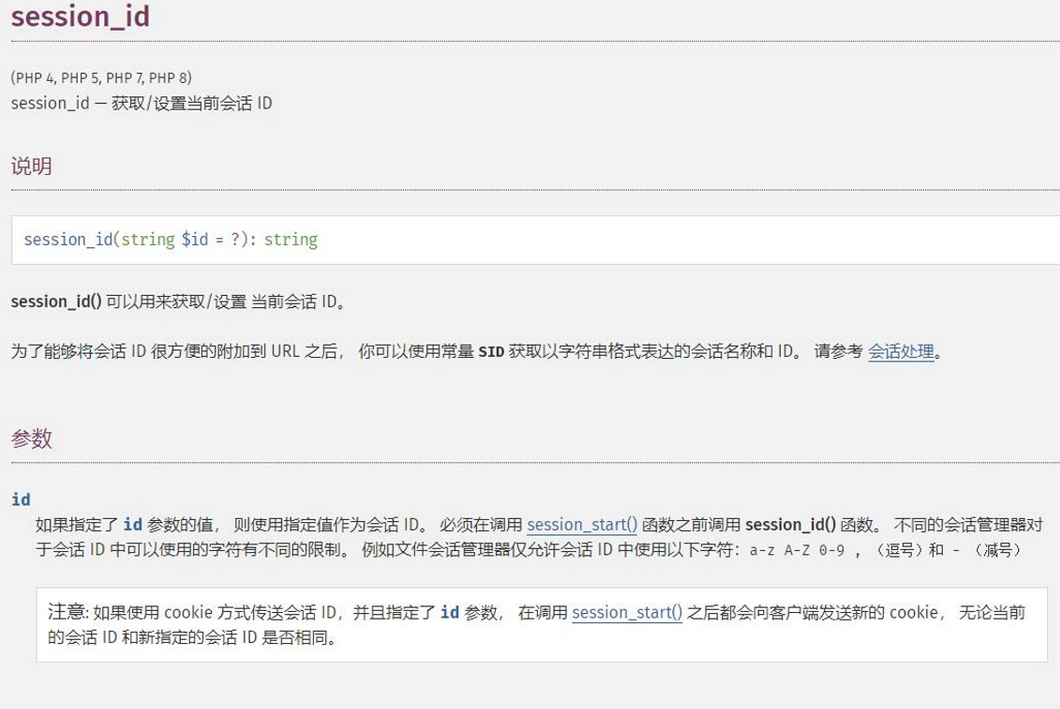 session_id
(PHP 4, PHP 5, PHP 7, PHP 8)
session_id — 获取/设置当前会话 ID
说明
session_id(string $id = ?): string
session_id() 可以用来获取/设置 当前会话 ID。
为了能够将会话 ID 很方便的附加到 URL 之后， 你可以使用常量 SID 获取以字符串格式表达的会话名称和 ID。 请参考 会话处理。
参数
id
如果指定了 id 参数的值， 则使用指定值作为会话 ID。 必须在调用 session_start() 函数之前调用 session_id() 函数。 不同的会话管理器对
于会话 ID 中可以使用的字符有不同的限制。 例如文件会话管理器仅允许会话 ID 中使用以下字符：a-z A-Z 0-9 , （逗号）和 - （减号）
注意: 如果使用 cookie 方式传送会话 ID，并且指定了 id 参数， 在调用 session_start() 之后都会向客户端发送新的 cookie， 无论当前
的会话 ID 和新指定的会话 ID 是否相同。